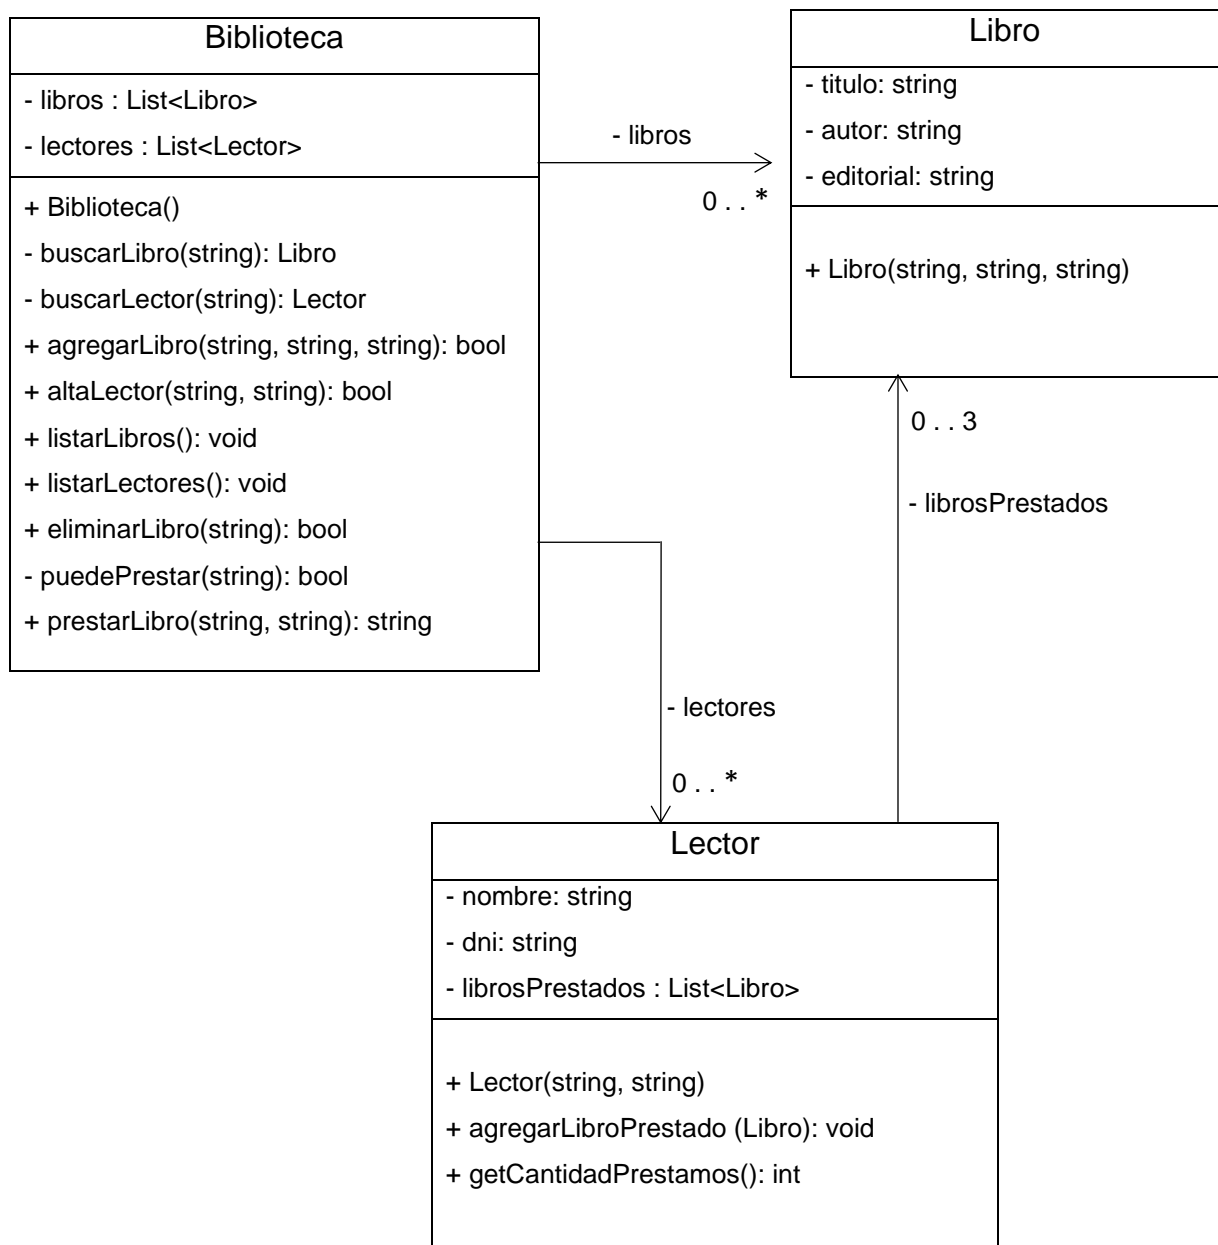 Biblioteca
- libros : List<Libro>
- lectores : List<Lector>
+ Biblioteca()
- buscarLibro(string): Libro
- buscarLector(string): Lector
+ agregarLibro(string, string, string): bool
+ altaLector(string, string): bool
+ listarLibros(): void
+ listarLectores(): void
+ eliminarLibro(string): bool
- puedePrestar(string): bool
+ prestarLibro(string, string): string
- libros
0 . . *
Libro
- titulo: string
- autor: string
- editorial: string
+ Libro(string, string, string)
0 . . 3
- librosPrestados
- lectores
0 . . *
Lector
- nombre: string
- dni: string
- librosPrestados : List<Libro>
+ Lector(string, string)
+ agregarLibroPrestado (Libro): void
+ getCantidadPrestamos(): int